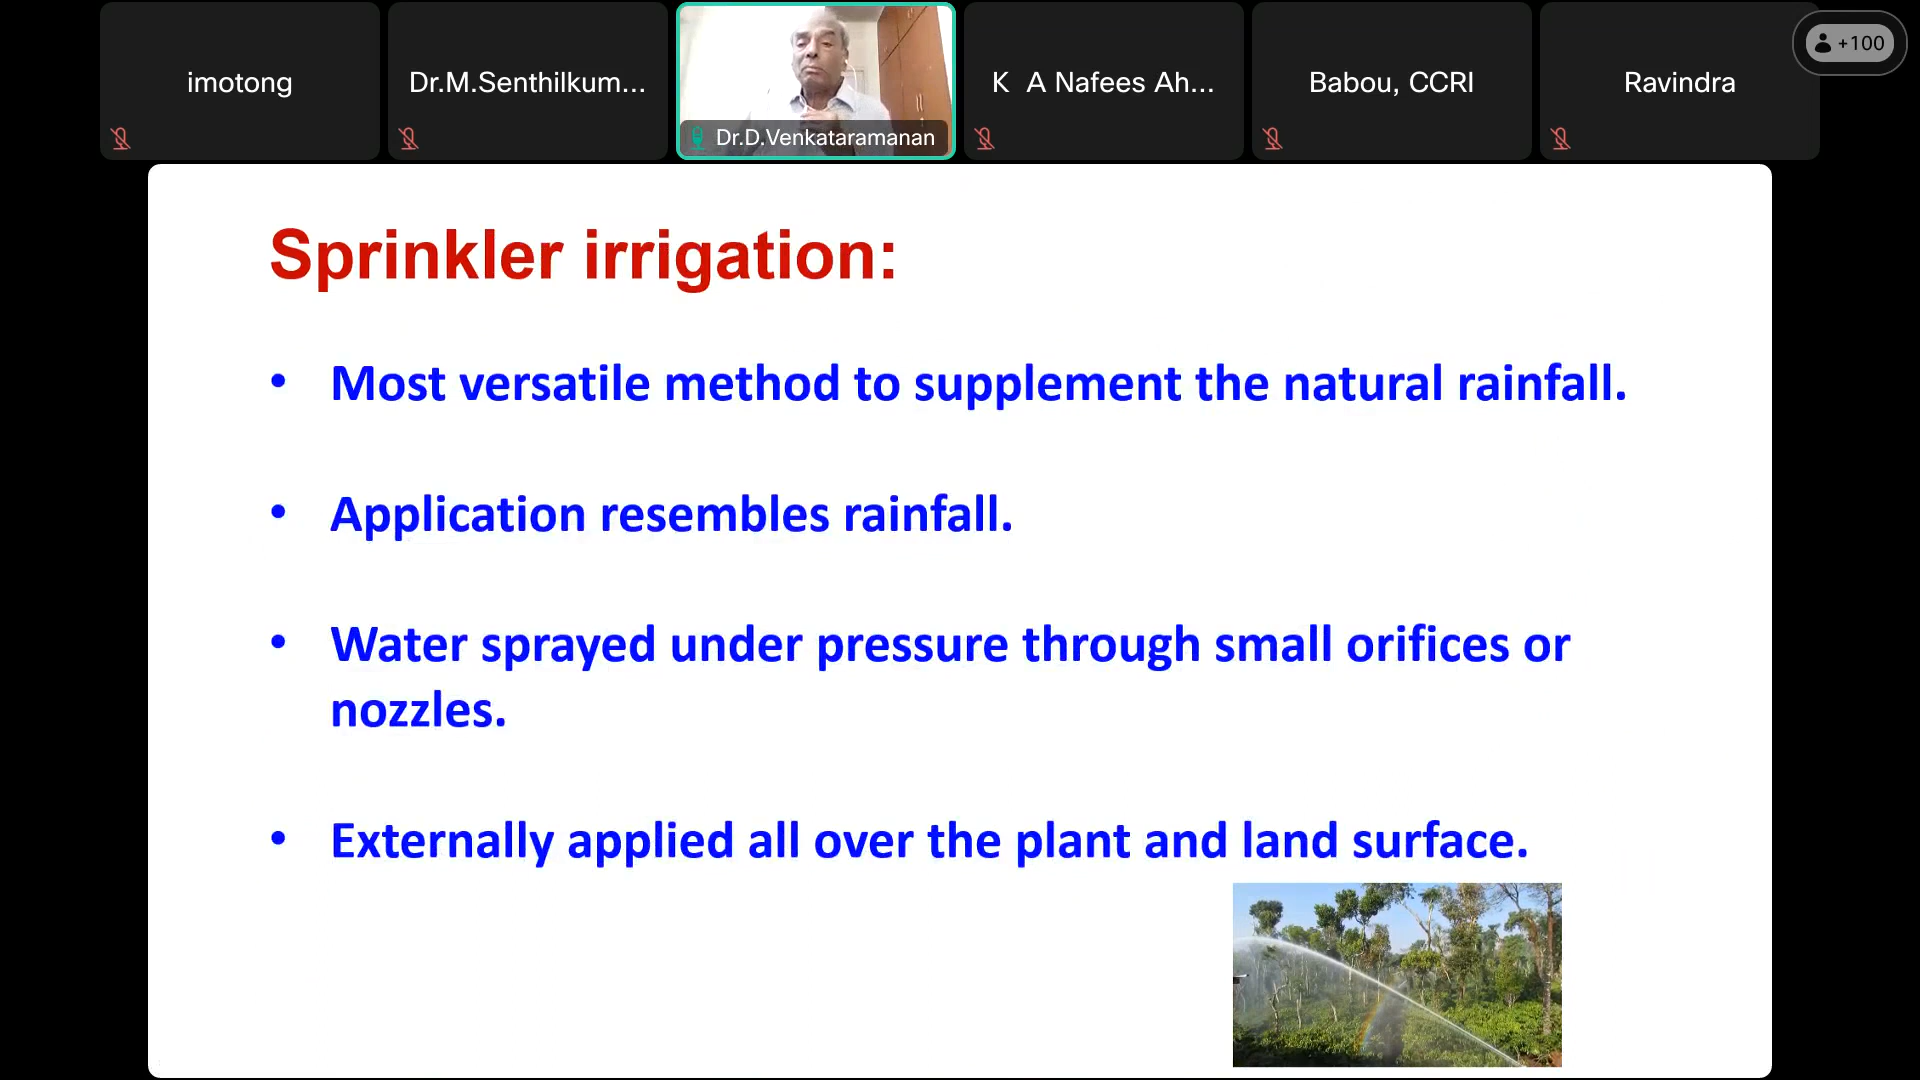 imotong
Dr.M.Senthilkum...
Dr.D.Venkataramanan
K A Nafees Ah...
Babou, CCRI
Ravindra
+100
Sprinkler irrigation:
• Most versatile method to supplement the natural rainfall.
• Application resembles rainfall.
• Water sprayed under pressure through small orifices or
nozzles.
• Externally applied all over the plant and land surface.